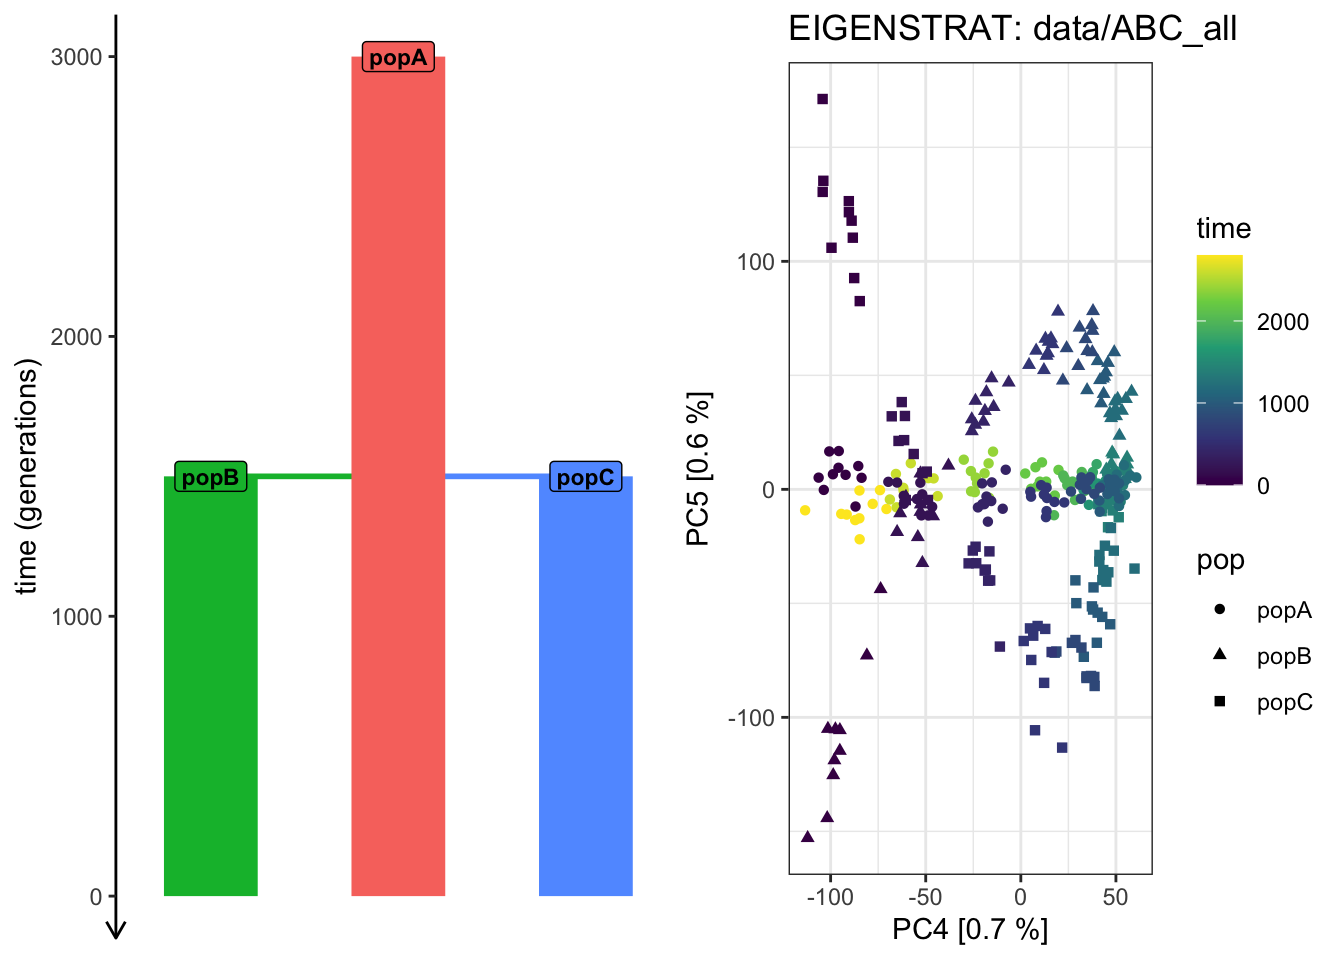 time (generations)
3000
2000
1000
0
popA
popB
popC
EIGENSTRAT: data/ABC_all
PC5 [0.6 %]
100
0
-100
-100
-50
0
50
PC4 [0.7 %]
time
2000
1000
0
pop
popA
popB
popC